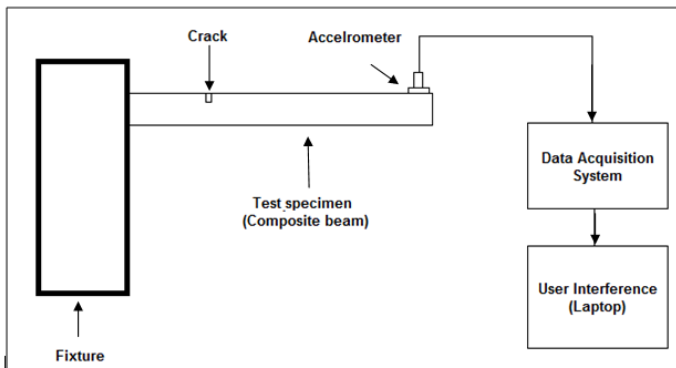 Crack
Accelrometer
Data Acquisition
System
Test specimen
(Composite beam)
User Interference
(Laptop)
Fixture